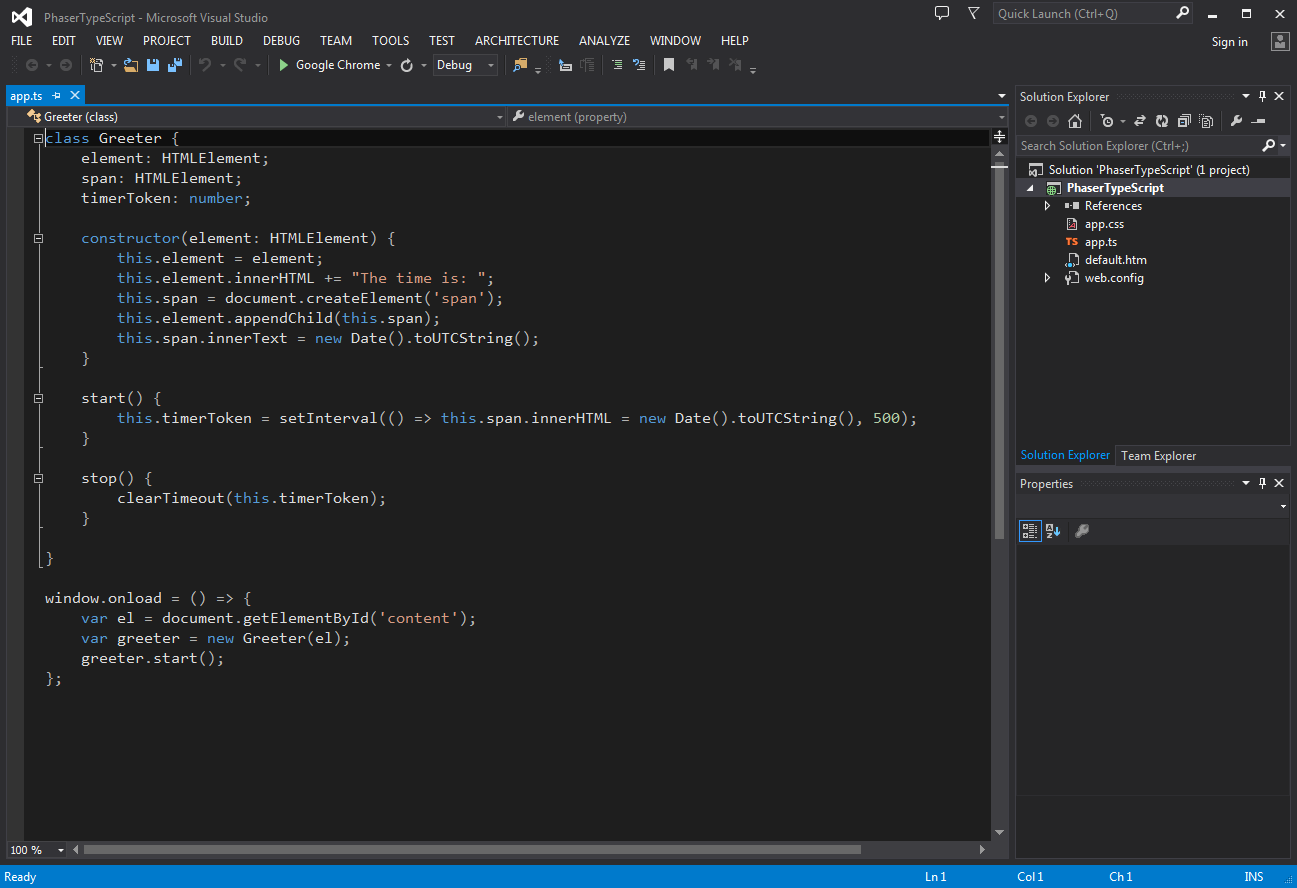 PhaserTypeScript - Microsoft Visual Studio
Quick Launch (Ctrl+Q)
FILE EDIT VIEW PROJECT BUILD DEBUG TEAM TOOLS TEST ARCHITECTURE ANALYZE WINDOW HELP
Sign in
Google Chrome Debug
app.ts
Greeter (class) element (property)
class Greeter {
    element: HTMLElement;
    span: HTMLElement;
    timerToken: number;
    constructor(element: HTMLElement) {
        this.element = element;
        this.element.innerHTML += "The time is: ";
        this.span = document.createElement('span');
        this.element.appendChild(this.span);
        this.span.innerText = new Date().toUTCString();
    }
    start() {
        this.timerToken = setInterval(() => this.span.innerHTML = new Date().toUTCString(), 500);
    }
    stop() {
        clearTimeout(this.timerToken);
    }
}
window.onload = () => {
    var el = document.getElementById('content');
    var greeter = new Greeter(el);
    greeter.start();
};
100 %
Solution Explorer
Search Solution Explorer (Ctrl+;)
Solution 'PhaserTypeScript' (1 project)
PhaserTypeScript
References
app.css
TS app.ts
default.htm
web.config
Solution Explorer Team Explorer
Properties
Ready Ln 1 Col 1 Ch 1 INS